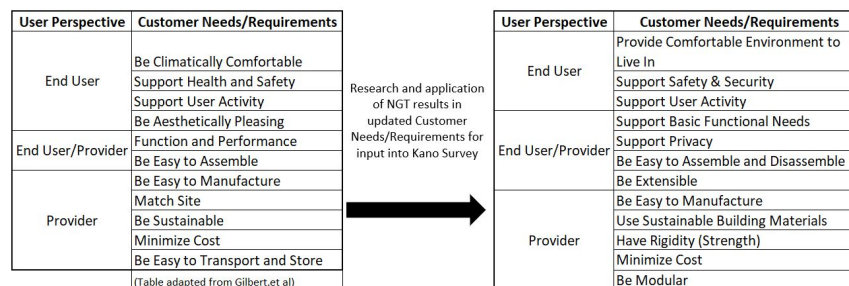 User Perspective Customer Needs/Requirements
End User
Be Climatically Comfortable
Support Health and Safety
Support User Activity
Be Aesthetically Pleasing
End User/Provider
Function and Performance
Be Easy to Assemble
Provider
Be Easy to Manufacture
Match Site
Be Sustainable
Minimize Cost
Be Easy to Transport and Store
(Table adapted from Gilbert.et al)
Research and application
of NGT results in
updated Customer
Needs/Requirements for
input into Kano Survey
User Perspective Customer Needs/Requirements
End User
Provide Comfortable Environment to
Live In
Support Safety & Security
Support User Activity
End User/Provider
Support Basic Functional Needs
Support Privacy
Be Easy to Assemble and Disassemble
Be Extensible
Provider
Be Easy to Manufacture
Use Sustainable Building Materials
Have Rigidity (Strength)
Minimize Cost
Be Modular